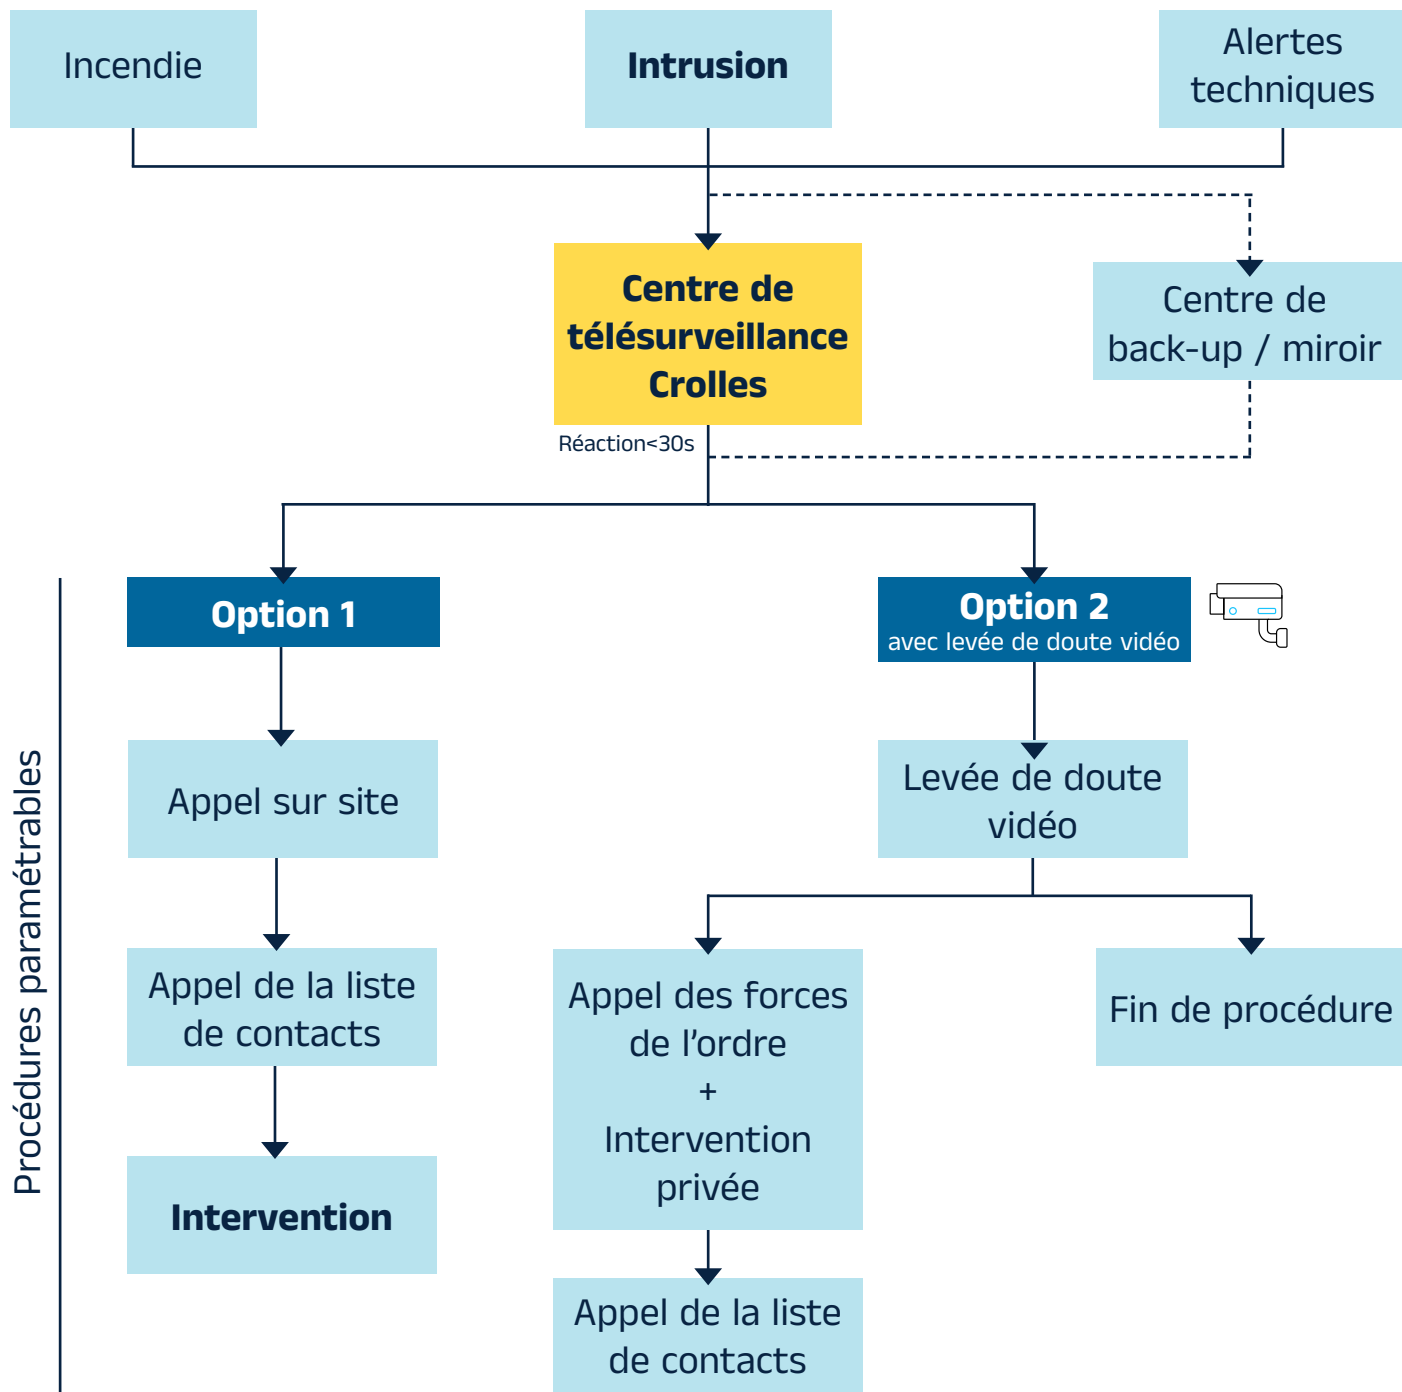 Incendie
Intrusion
Alertes
techniques
Centre de
télésurveillance
Crolles
Centre de
back-up / miroir
Réaction<30s
Procédures paramétrables
Option 1
Option 2
avec levée de doute vidéo
Appel sur site
Levée de doute
vidéo
Appel de la liste
de contacts
Appel des forces
de l’ordre
+
Intervention
privée
Fin de procédure
Intervention
Appel de la liste
de contacts